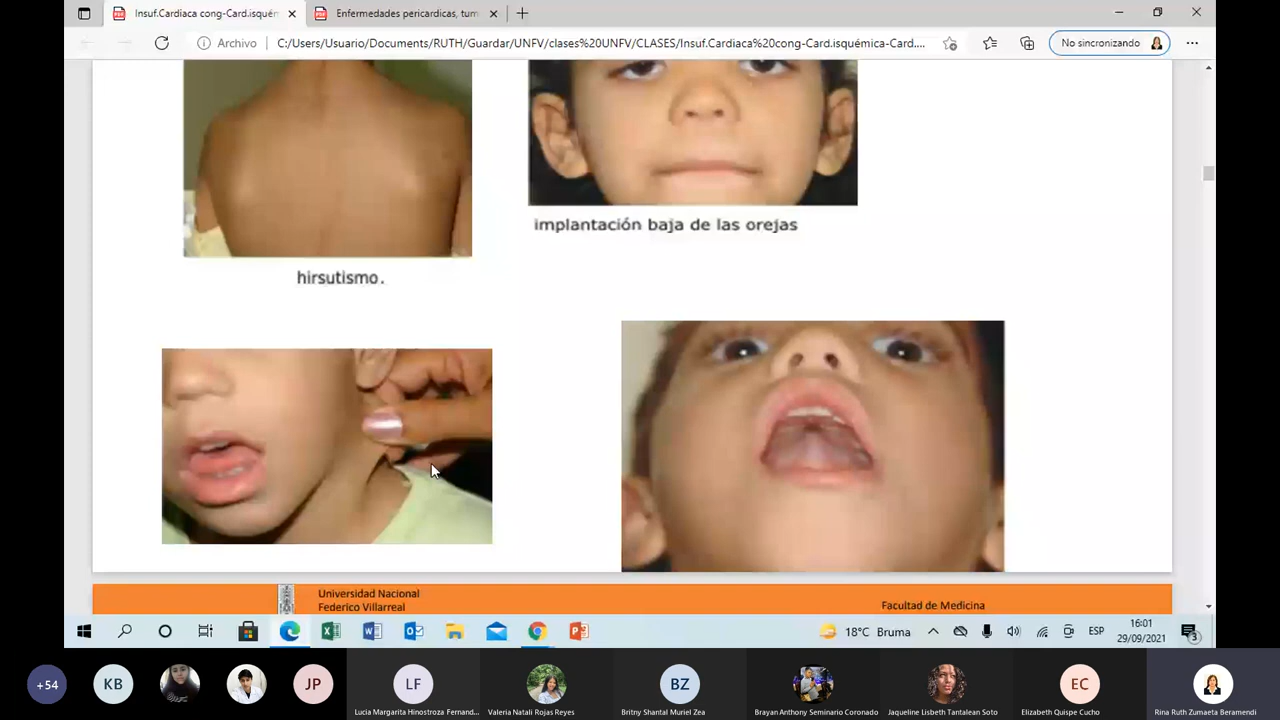 Insuf.Cardiaca cong-Card.isquém
Enfermedades pericardicas, tum
Archivo
C:/Users/Usuario/Documents/RUTH/Guardar/UNFV/clases%20UNFV/CLASES/Insuf.Cardiaca%20cong-Card.isquémica-Card....
No sincronizando
implantación baja de las orejas
hirsutismo.
Universidad Nacional
Federico Villarreal
Facultad de Medicina
18°C Bruma
ESP
16:01
29/09/2021
3
+54
KB
JP
LF
BZ
EC
Lucia Margarita Hinostroza Fernand...
Valeria Natali Rojas Reyes
Britny Shantal Muriel Zea
Brayan Anthony Seminario Coronado
Jaqueline Lisbeth Tantalean Soto
Elizabeth Quispe Cucho
Rina Ruth Zumaeta Beramendi